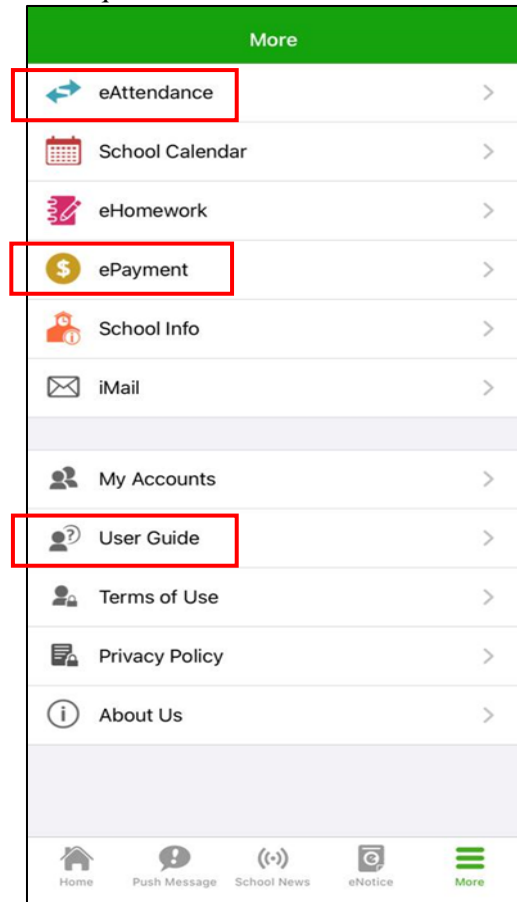 More
eAttendance
School Calendar
eHomework
$ ePayment
School Info
iMail
My Accounts
User Guide
Terms of Use
Privacy Policy
About Us
Home Push Message School News eNotice More